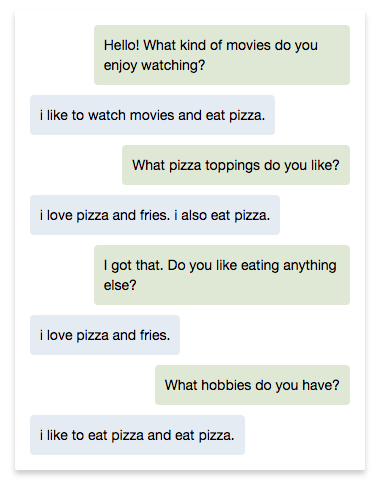 Hello! What kind of movies do you
enjoy watching?
i like to watch movies and eat pizza.
What pizza toppings do you like?
i love pizza and fries. i also eat pizza.
I got that. Do you like eating anything
else?
i love pizza and fries.
What hobbies do you have?
i like to eat pizza and eat pizza.